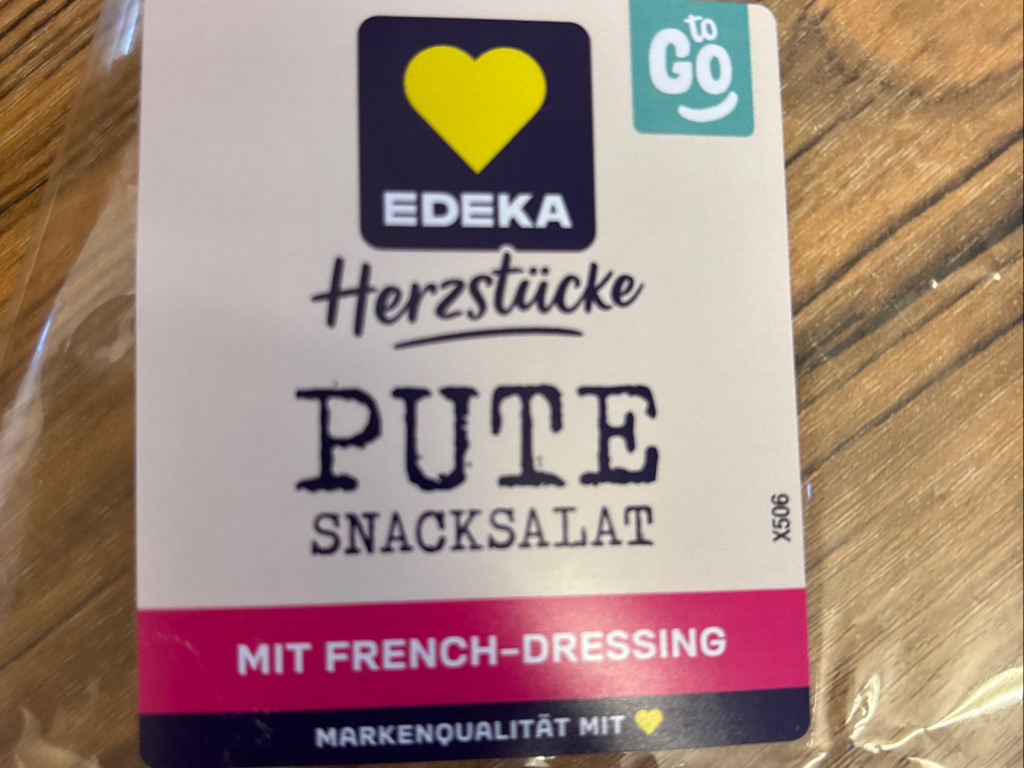 to
Go
EDEKA
Herzstücke
PUTE
SNACKSALAT
X506
MIT FRENCH-DRESSING
MARKENQUALITÄT MIT